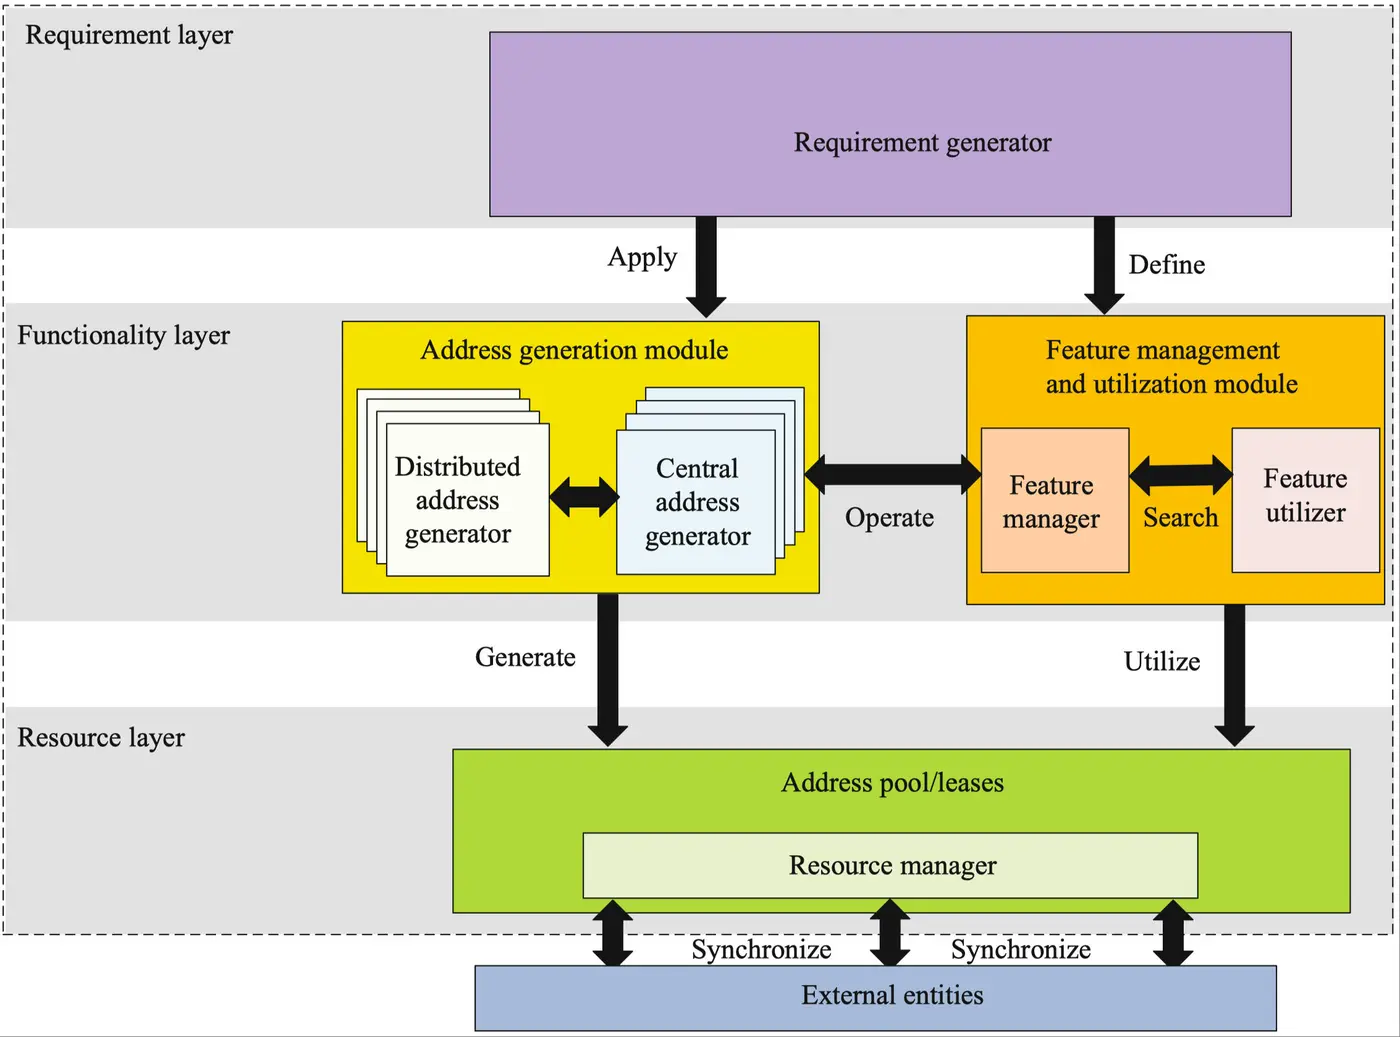 Requirement layer
Requirement generator
Apply
Define
Functionality layer
Address generation module
Distributed
address
generator
Central
address
generator
Operate
Feature management
and utilization module
Feature
manager
Search
Feature
utilizer
Generate
Utilize
Resource layer
Address pool/leases
Resource manager
Synchronize
Synchronize
External entities